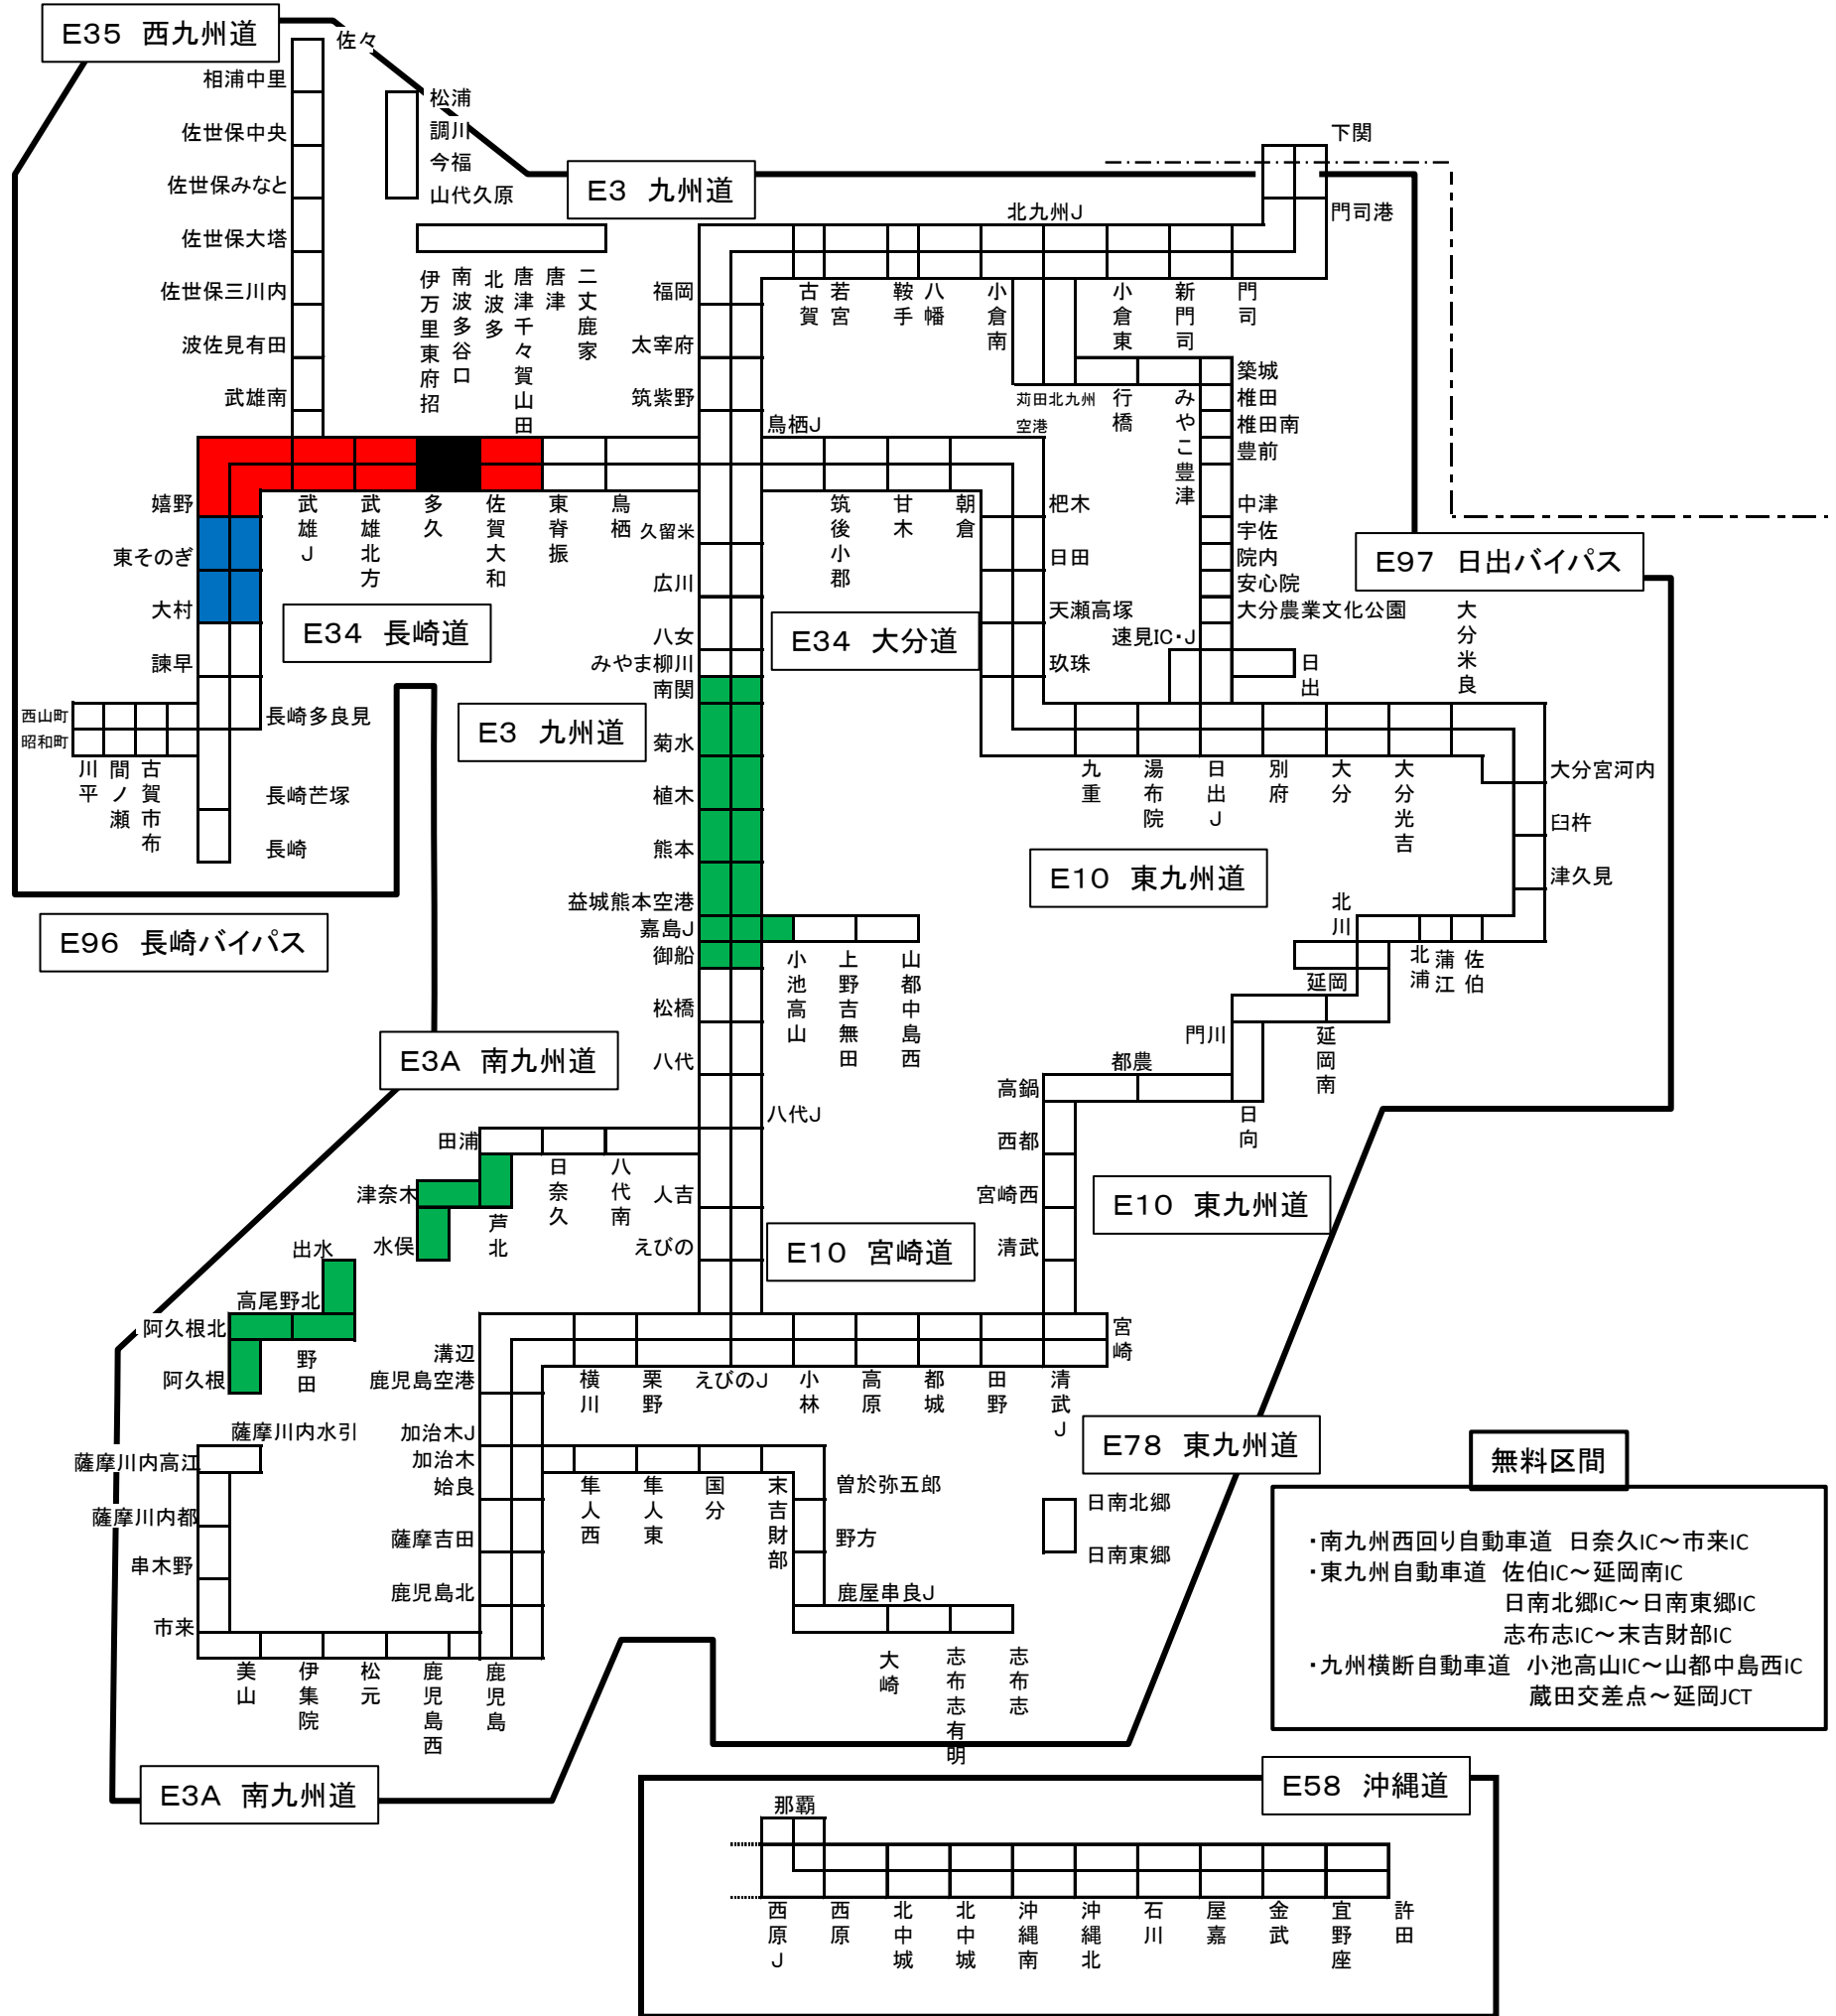 E35 西九州道
佐々
相浦中里
佐世保中央
佐世保みなと
佐世保大塔
佐世保三川内
波佐見有田
武雄南
松浦
調川
今福
山代久原
伊万里東府招
南波多谷口
北波多
唐津千々賀山田
唐津
二丈鹿家
E3 九州道
下関
門司港
北九州J
福岡
太宰府
筑紫野
古賀
若宮
鞍手
八幡
小倉南
小倉東
新門司
門司
苅田北九州
空港
行橋
みやこ豊津
築城
椎田
椎田南
豊前
中津
宇佐
院内
安心院
大分農業文化公園
速見IC・J
日出
E97 日出バイパス
鳥栖J
嬉野
東そのぎ
大村
諫早
武雄J
武雄北方
多久
佐賀大和
東脊振
鳥栖
久留米
広川
八女
みやま柳川
南関
筑後小郡
甘木
朝倉
杷木
日田
天瀬高塚
玖珠
E34 長崎道
E34 大分道
大分米良
西山町
昭和町
長崎多良見
川平
間ノ瀬
古賀市布
長崎芒塚
長崎
E3 九州道
菊水
植木
熊本
益城熊本空港
嘉島J
御船
九重
湯布院
日出J
別府
大分
大分光吉
大分宮河内
臼杵
津久見
E10 東九州道
E96 長崎バイパス
小池高山
上野吉無田
山都中島西
北川
延岡
北浦
蒲江
佐伯
松橋
八代
八代J
E3A 南九州道
門川
延岡南
都農
高鍋
日向
西都
宮崎西
清武
E10 東九州道
田浦
津奈木
水俣
芦北
日奈久
八代南
人吉
えびの
E10 宮崎道
出水
高尾野北
阿久根北
阿久根
野田
溝辺
鹿児島空港
横川
栗野
えびのJ
小林
高原
都城
田野
清武J
宮崎
E78 東九州道
薩摩川内水引
薩摩川内高江
薩摩川内都
串木野
市来
加治木J
加治木
姶良
薩摩吉田
鹿児島北
隼人西
隼人東
国分
末吉財部
曽於弥五郎
野方
鹿屋串良J
日南北郷
日南東郷
美山
伊集院
松元
鹿児島西
鹿児島
大崎
志布志有明
志布志
無料区間
・南九州西回り自動車道 日奈久IC～市来IC
・東九州自動車道 佐伯IC～延岡南IC
日南北郷IC～日南東郷IC
志布志IC～末吉財部IC
・九州横断自動車道 小池高山IC～山都中島西IC
蔵田交差点～延岡JCT
E3A 南九州道
E58 沖縄道
那覇
西原J
西原
北中城
北中城
沖縄南
沖縄北
石川
屋嘉
金武
宜野座
許田